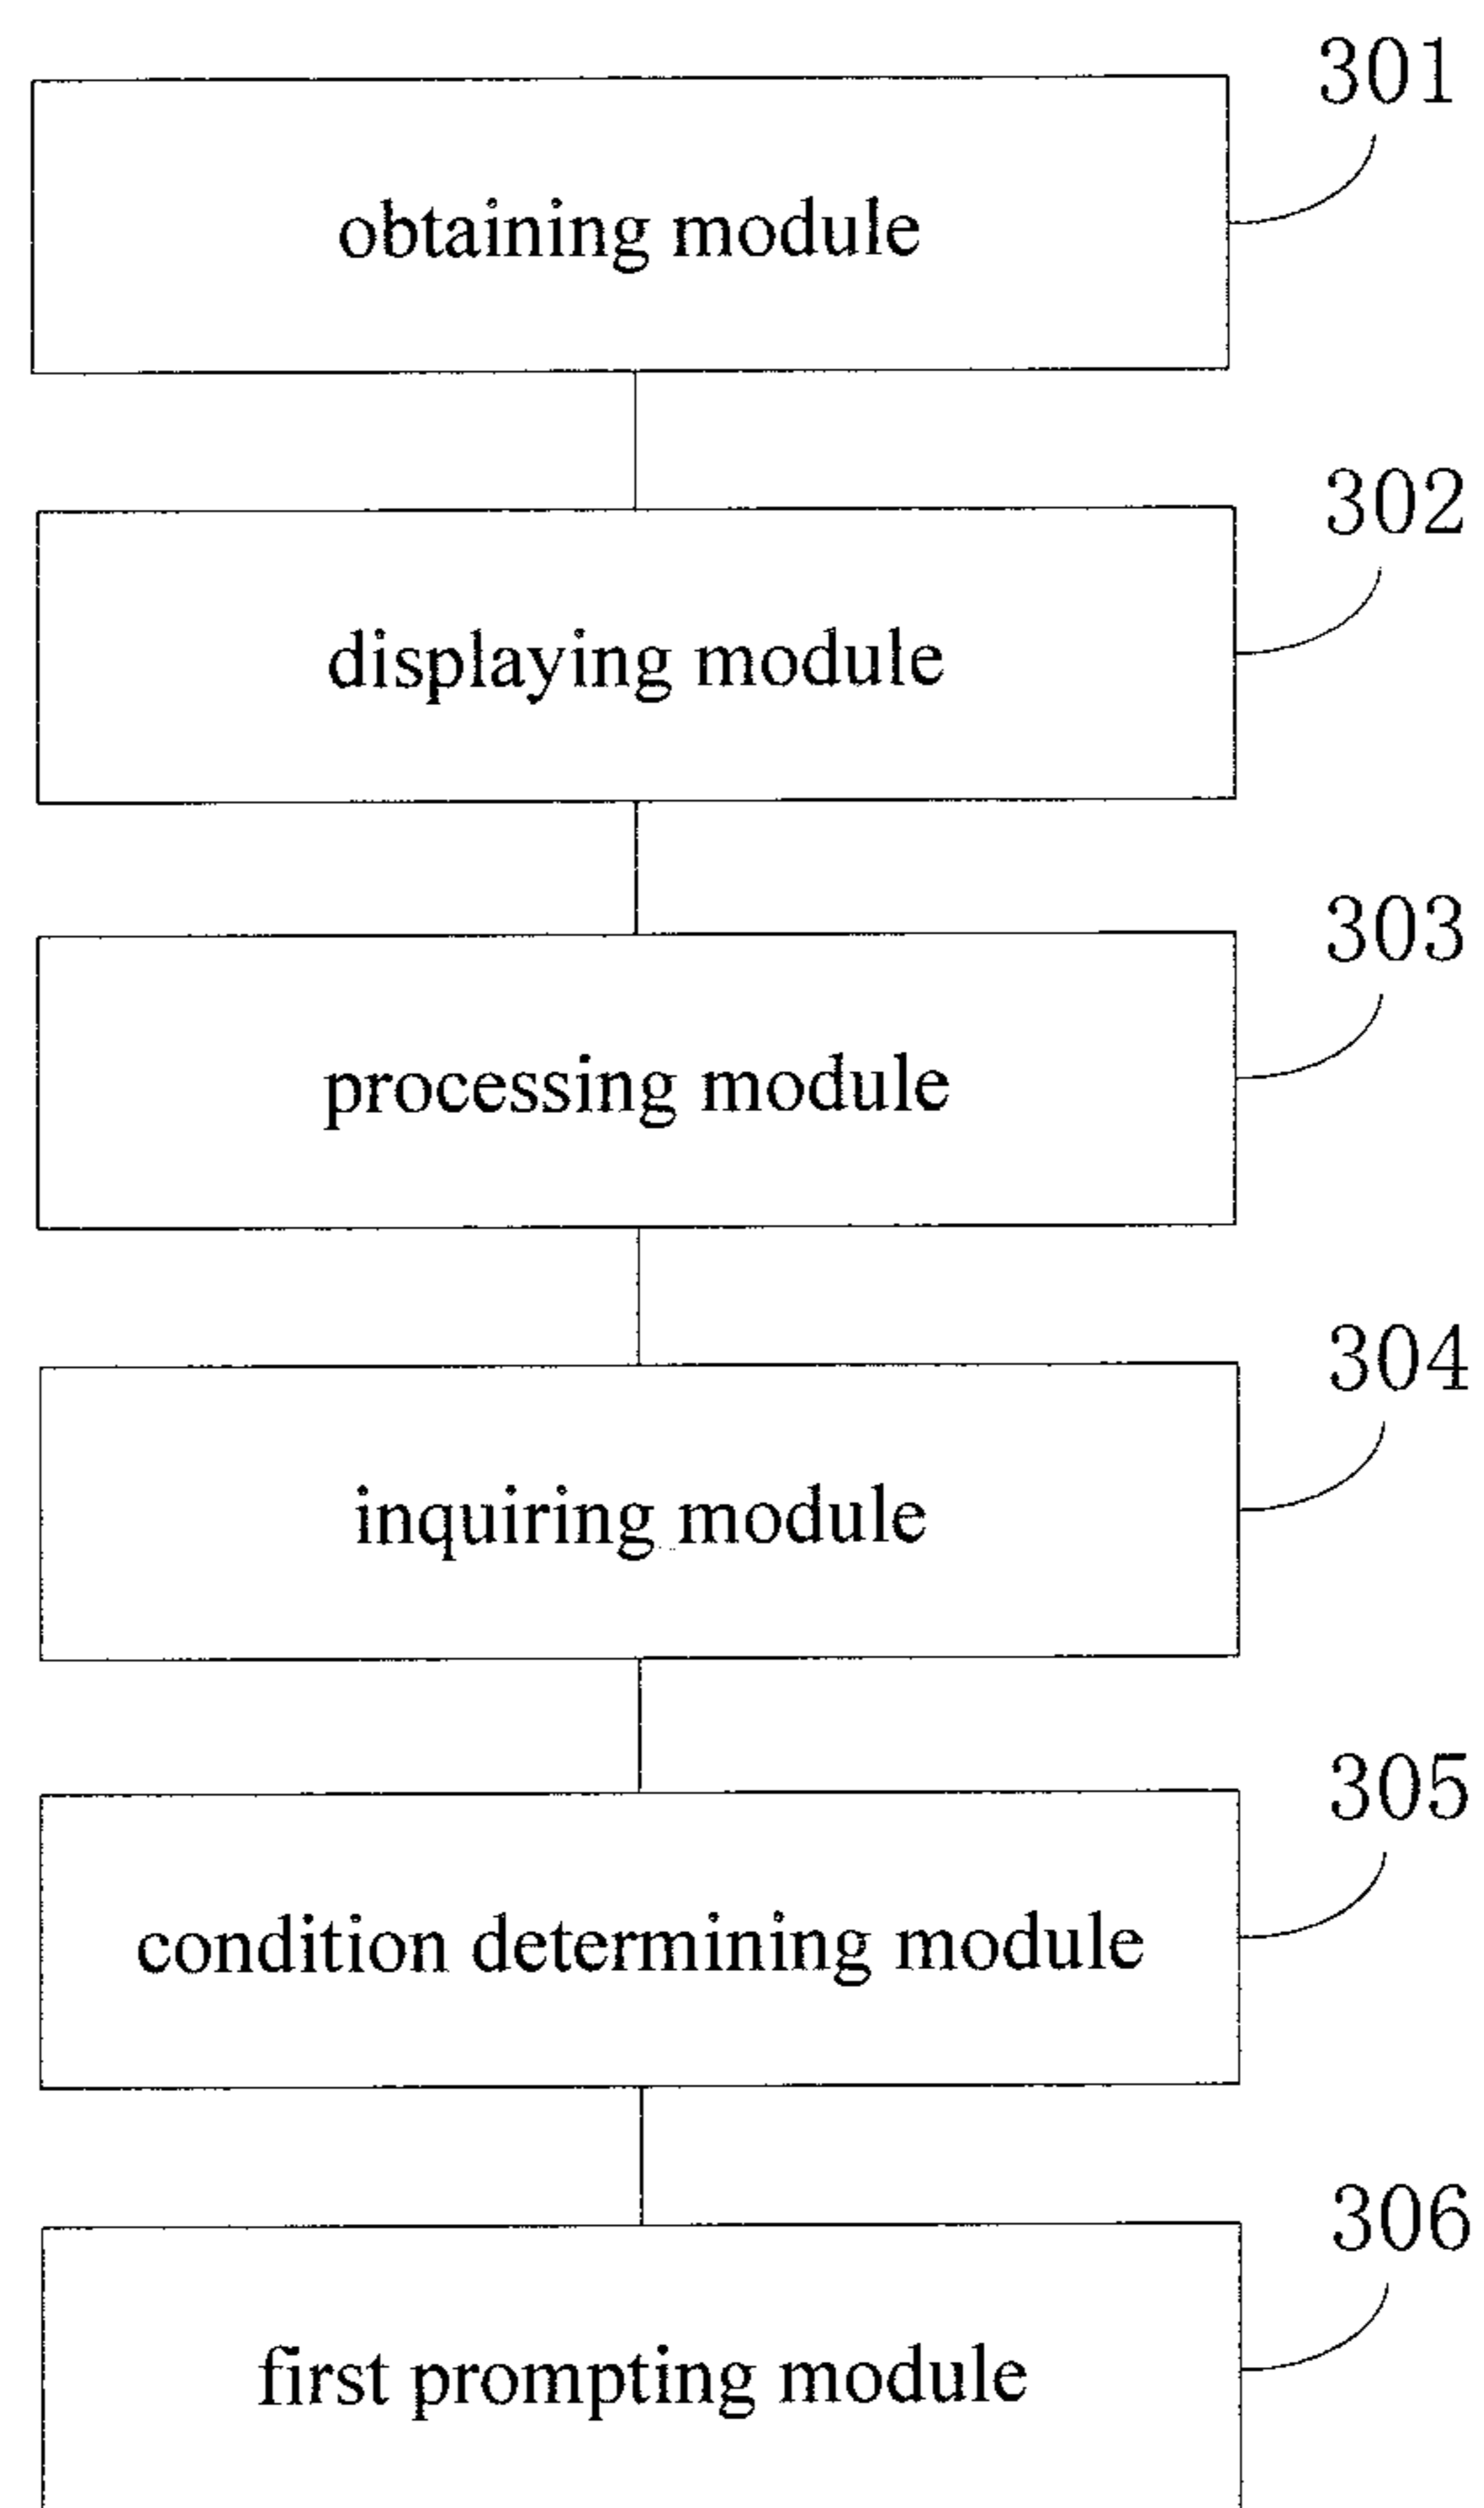 301
obtaining module
302
displaying module
303
processing module
304
inquiring module
305
condition determining module
306
first prompting module